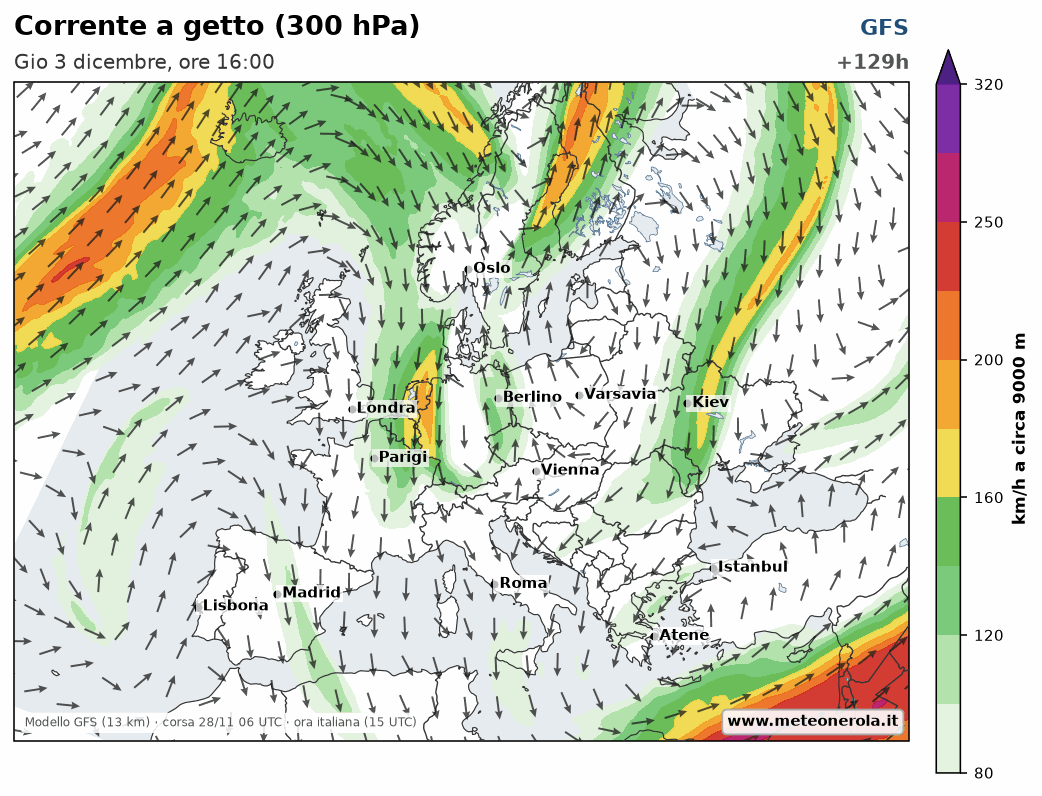 Corrente a getto (300 hPa)
GFS
Gio 3 dicembre, ore 16:00
+129h
320
250
200
160
120
80
km/h a circa 9000 m
Oslo
Londra
Berlino
Varsavia
Kiev
Parigi
Vienna
Roma
Istanbul
Madrid
Lisbona
Atene
Modello GFS (13 km) · corsa 28/11 06 UTC · ora italiana (15 UTC)
www.meteonerola.it